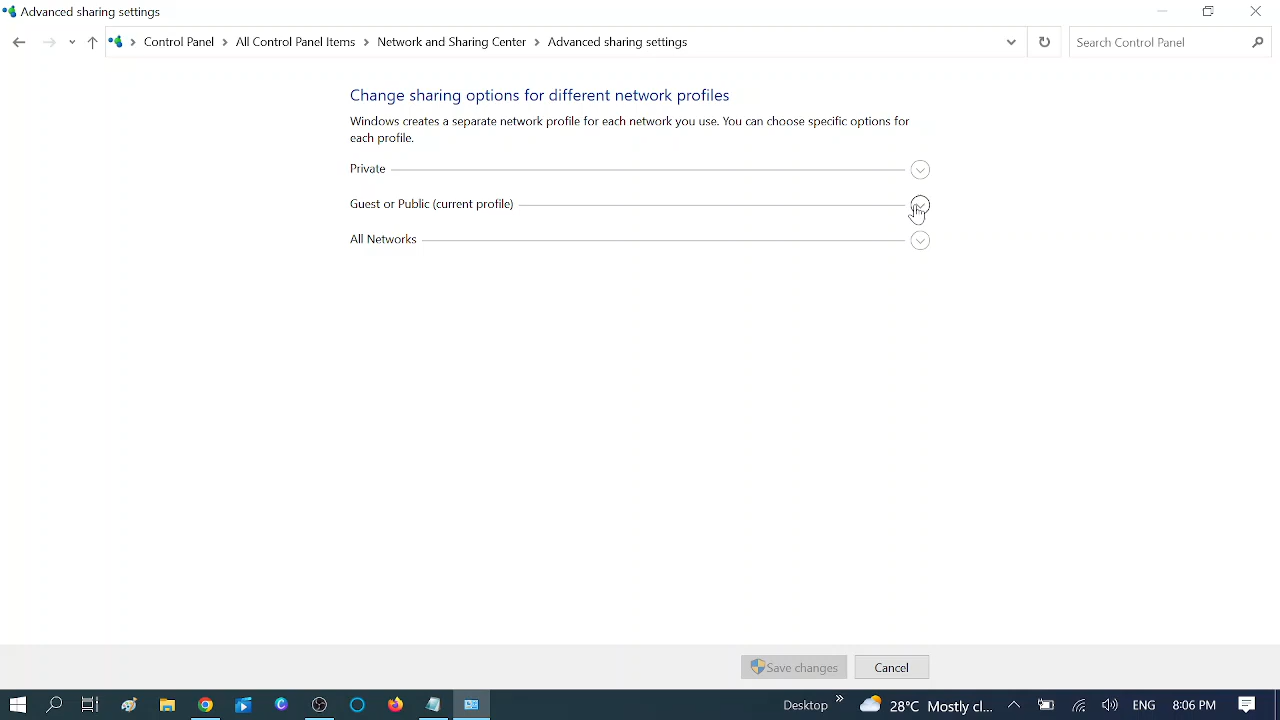 Advanced sharing settings
Control Panel > All Control Panel Items > Network and Sharing Center > Advanced sharing settings
Search Control Panel
Change sharing options for different network profiles
Windows creates a separate network profile for each network you use. You can choose specific options for
each profile.
Private
Guest or Public (current profile)
All Networks
Save changes
Cancel
Desktop
28°C Mostly cl...
ENG
8:06 PM